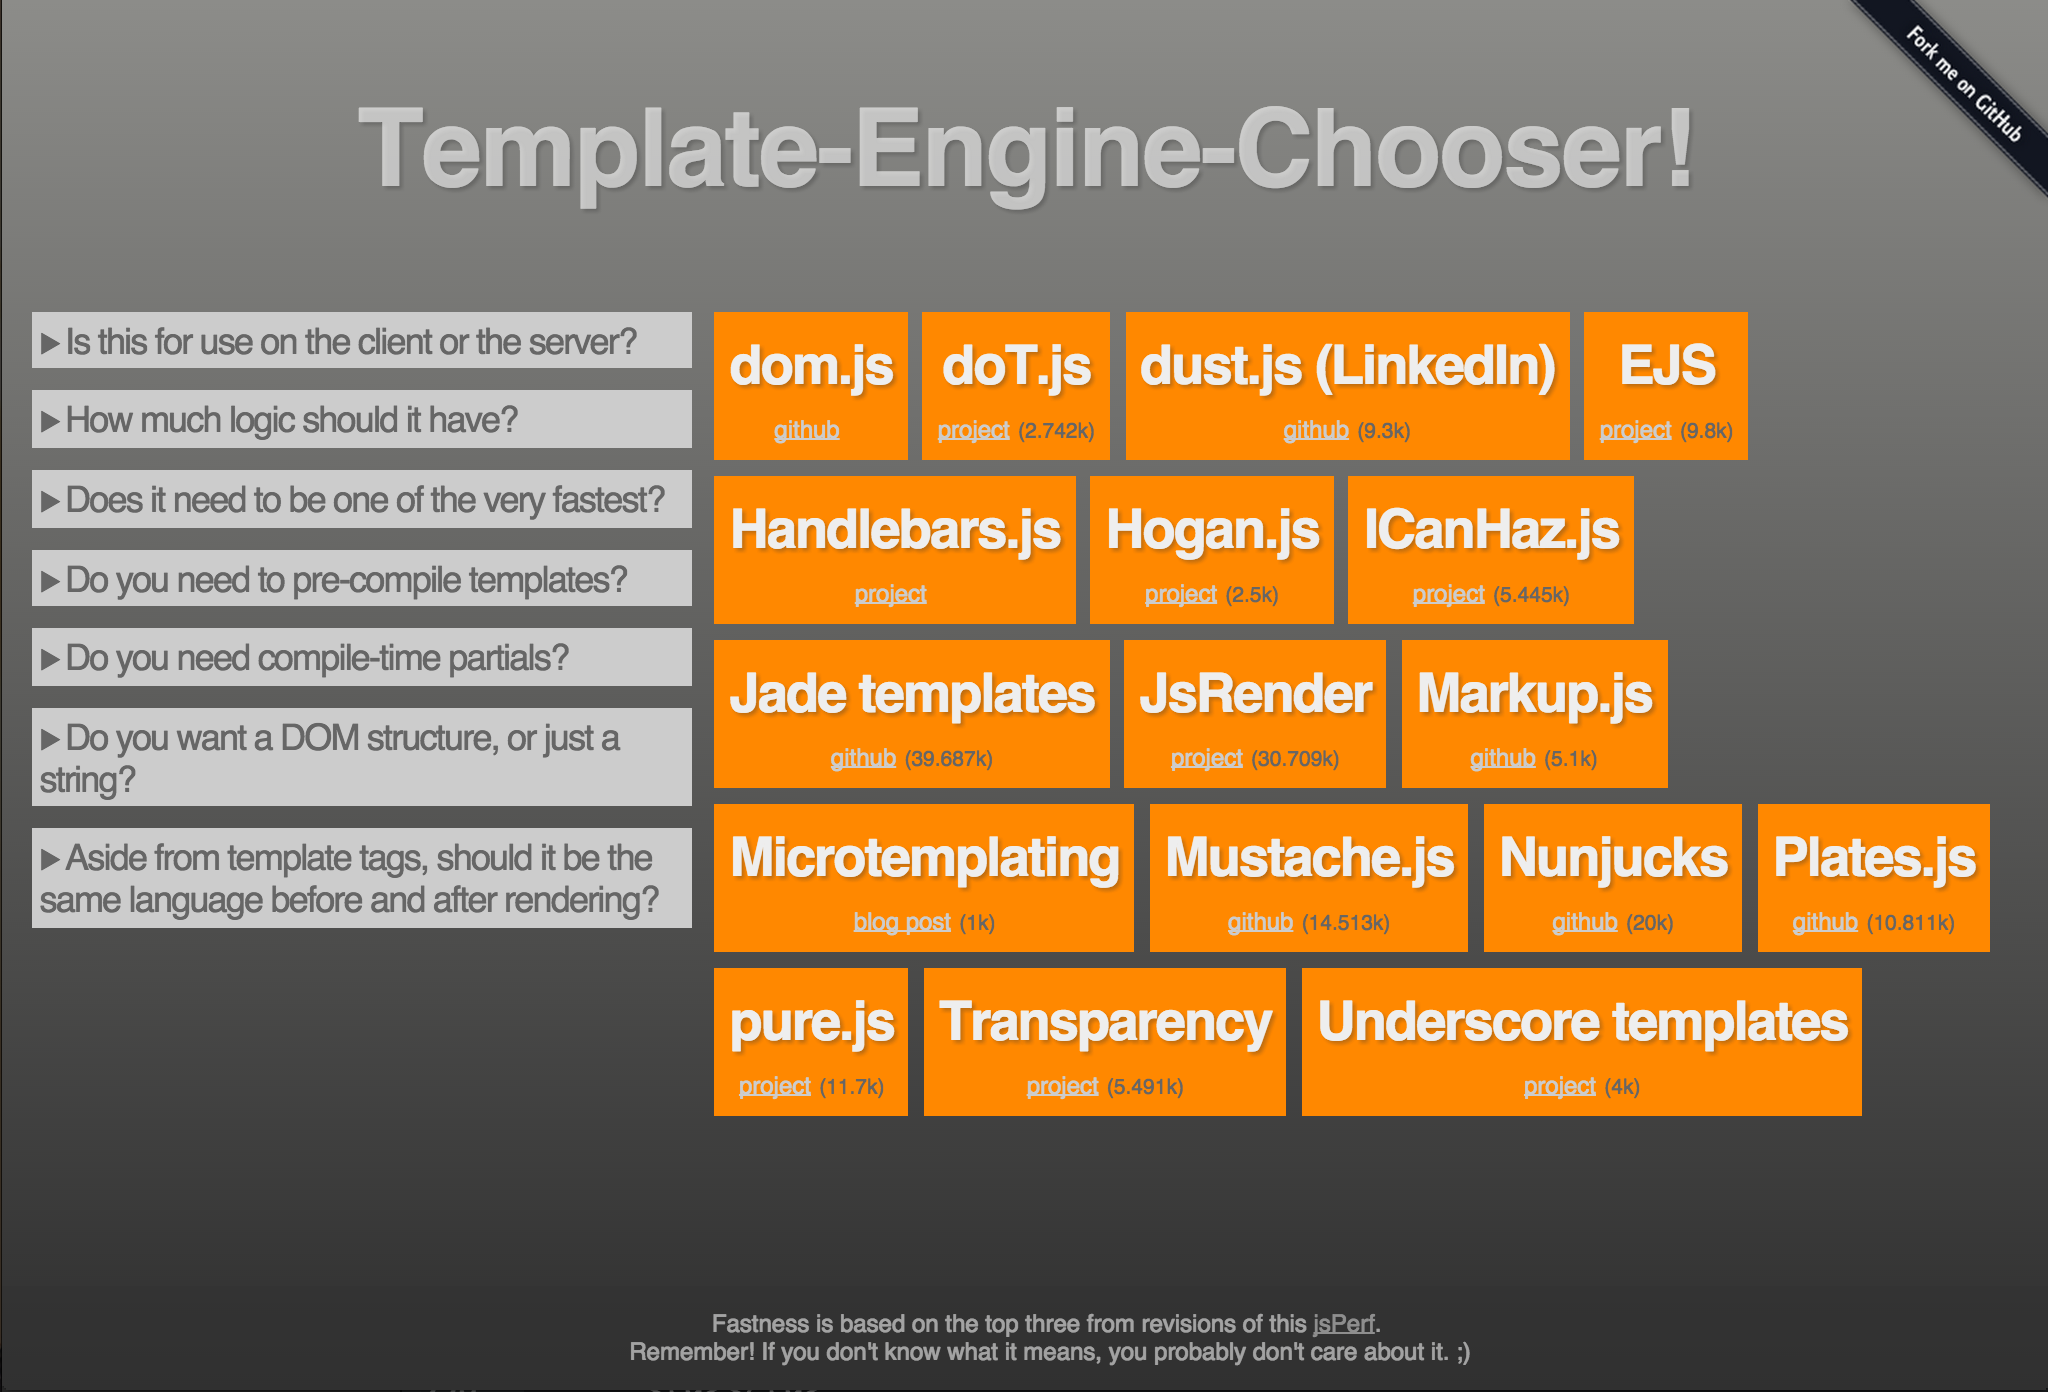 Fork me on GitHub
Template-Engine-Chooser!
▶ Is this for use on the client or the server?
▶ How much logic should it have?
▶ Does it need to be one of the very fastest?
▶ Do you need to pre-compile templates?
▶ Do you need compile-time partials?
▶ Do you want a DOM structure, or just a
string?
▶ Aside from template tags, should it be the
same language before and after rendering?
dom.js
github
doT.js
project (2.742k)
dust.js (LinkedIn)
github (9.3k)
EJS
project (9.8k)
Handlebars.js
project
Hogan.js
project (2.5k)
ICanHaz.js
project (5.445k)
Jade templates
github (39.687k)
JsRender
project (30.709k)
Markup.js
github (5.1k)
Microtemplating
blog post (1k)
Mustache.js
github (14.513k)
Nunjucks
github (20k)
Plates.js
github (10.811k)
pure.js
project (11.7k)
Transparency
project (5.491k)
Underscore templates
project (4k)
Fastness is based on the top three from revisions of this jsPerf.
Remember! If you don't know what it means, you probably don't care about it. ;)